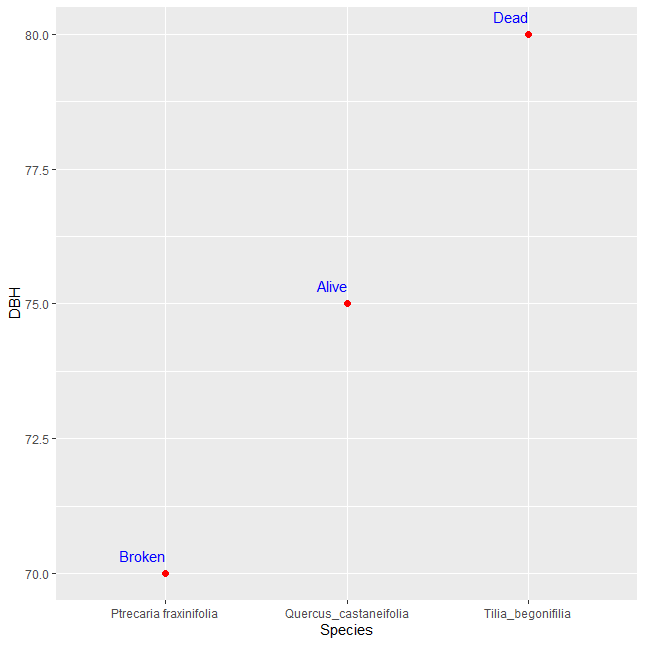 Dead
80.0
77.5
Alive
75.0
DBH
72.5
Broken
70.0
Ptrecaria fraxinifolia Quercus_castaneifolia Tilia_begonifilia
Species